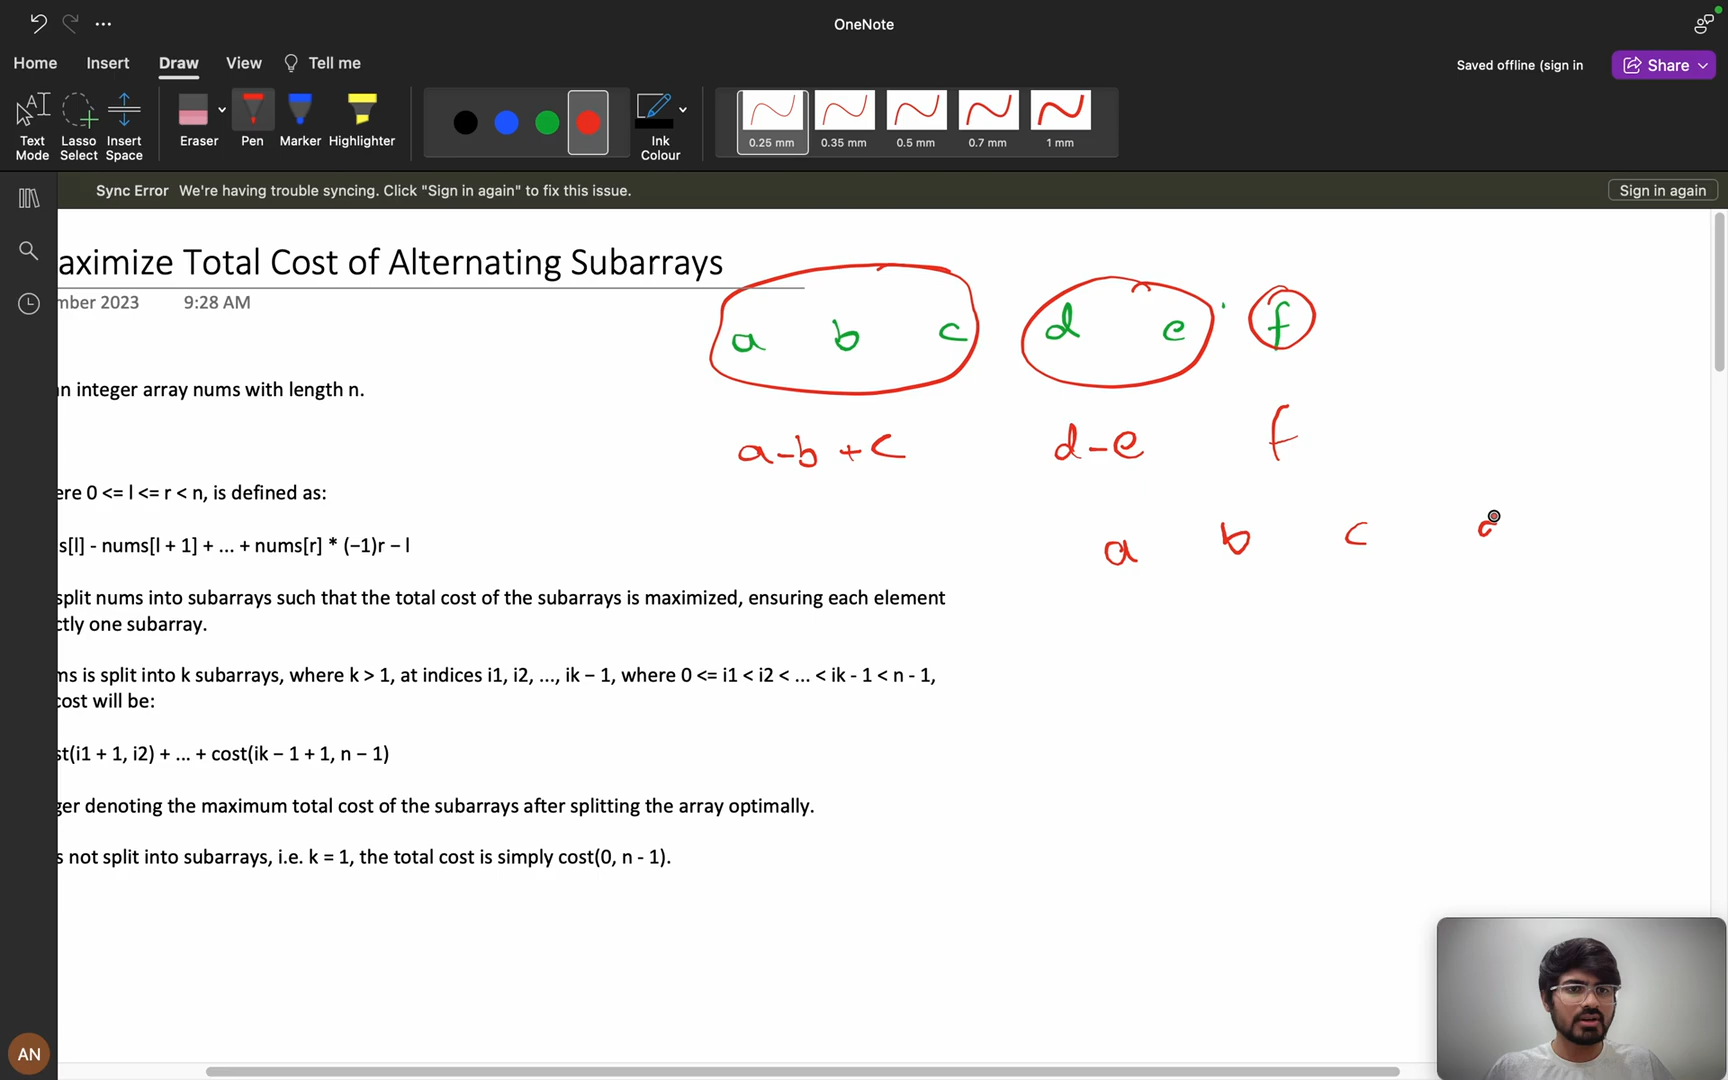 OneNote
Home Insert Draw View Tell me
Saved offline (sign in
Share
Text Mode
Lasso Select
Insert Space
Eraser
Pen
Marker
Highlighter
Ink Colour
0.25 mm
0.35 mm
0.5 mm
0.7 mm
1 mm
Sync Error We're having trouble syncing. Click "Sign in again" to fix this issue.
Sign in again
aximize Total Cost of Alternating Subarrays
mber 2023 9:28 AM
a b c d e f
an integer array nums with length n.
a-b+c d-e f
ere 0 <= l <= r < n, is defined as:
a b c
s[l] - nums[l + 1] + ... + nums[r] * (−1)r − l
split nums into subarrays such that the total cost of the subarrays is maximized, ensuring each element
ctly one subarray.
ms is split into k subarrays, where k > 1, at indices i1, i2, ..., ik − 1, where 0 <= i1 < i2 < ... < ik - 1 < n - 1,
cost will be:
st(i1 + 1, i2) + ... + cost(ik − 1 + 1, n − 1)
ger denoting the maximum total cost of the subarrays after splitting the array optimally.
s not split into subarrays, i.e. k = 1, the total cost is simply cost(0, n - 1).
AN